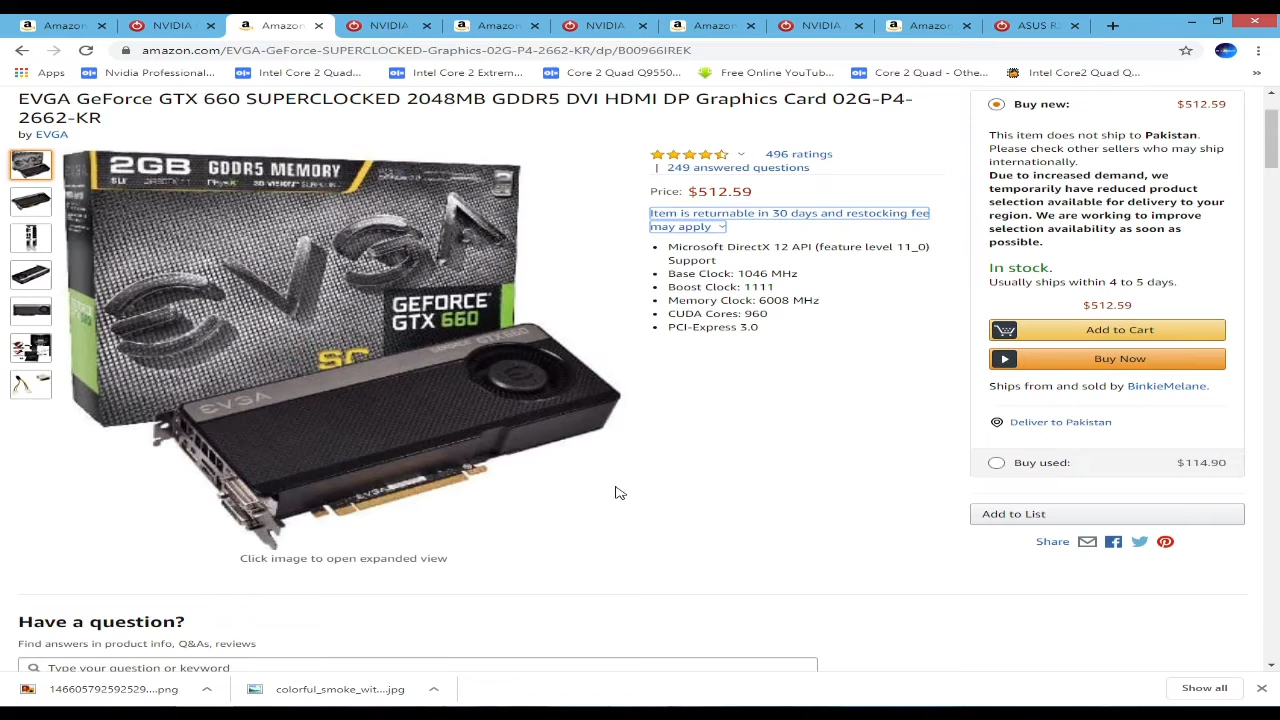 Amazon
NVIDIA
Amazon
NVIDIA
Amazon
NVIDIA
Amazon
NVIDIA
Amazon
ASUS R
amazon.com/EVGA-GeForce-SUPERCLOCKED-Graphics-02G-P4-2662-KR/dp/B00966IREK
Apps
Nvidia Professional...
Intel Core 2 Quad...
Intel Core 2 Extrem...
Core 2 Quad Q9550...
Free Online YouTub...
Core 2 Quad - Othe...
Intel Core2 Quad Q...
EVGA GeForce GTX 660 SUPERCLOCKED 2048MB GDDR5 DVI HDMI DP Graphics Card 02G-P4-
2662-KR
by EVGA
2GB GDDR5 MEMORY
EVGA
GEFORCE
GTX 660
SC
EVGA
EVGA
496 ratings
| 249 answered questions
Price: $512.59
Item is returnable in 30 days and restocking fee
may apply
• Microsoft DirectX 12 API (feature level 11_0)
Support
• Base Clock: 1046 MHz
• Boost Clock: 1111
• Memory Clock: 6008 MHz
• CUDA Cores: 960
• PCI-Express 3.0
Click image to open expanded view
Buy new: $512.59
This item does not ship to Pakistan.
Please check other sellers who may ship
internationally.
Due to increased demand, we
temporarily have reduced product
selection available for delivery to your
region. We are working to improve
selection availability as soon as
possible.
In stock.
Usually ships within 4 to 5 days.
$512.59
Add to Cart
Buy Now
Ships from and sold by BinkieMelane.
Deliver to Pakistan
Buy used: $114.90
Add to List
Share
Have a question?
Find answers in product info, Q&As, reviews
Type your question or keyword
146605792592529....png
colorful_smoke_wit....jpg
Show all